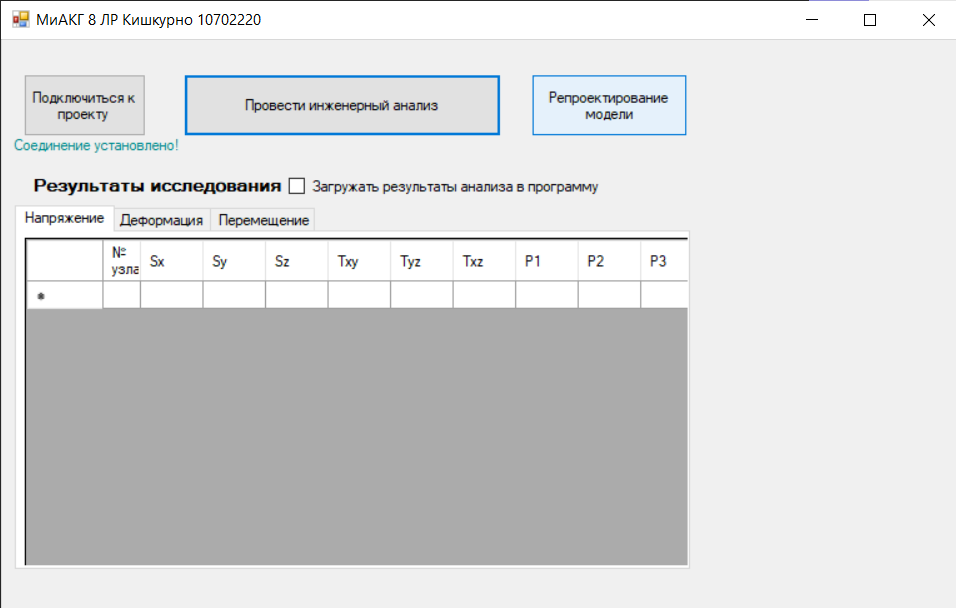 МиАКГ 8 ЛР Кишкурно 10702220
Подключиться к
проекту
Провести инженерный анализ
Репроектирование
модели
Соединение установлено!
Результаты исследования Загружать результаты анализа в программу
Напряжение Деформация Перемещение
№
узла Sx Sy Sz Txy Tyz Txz P1 P2 P3
*